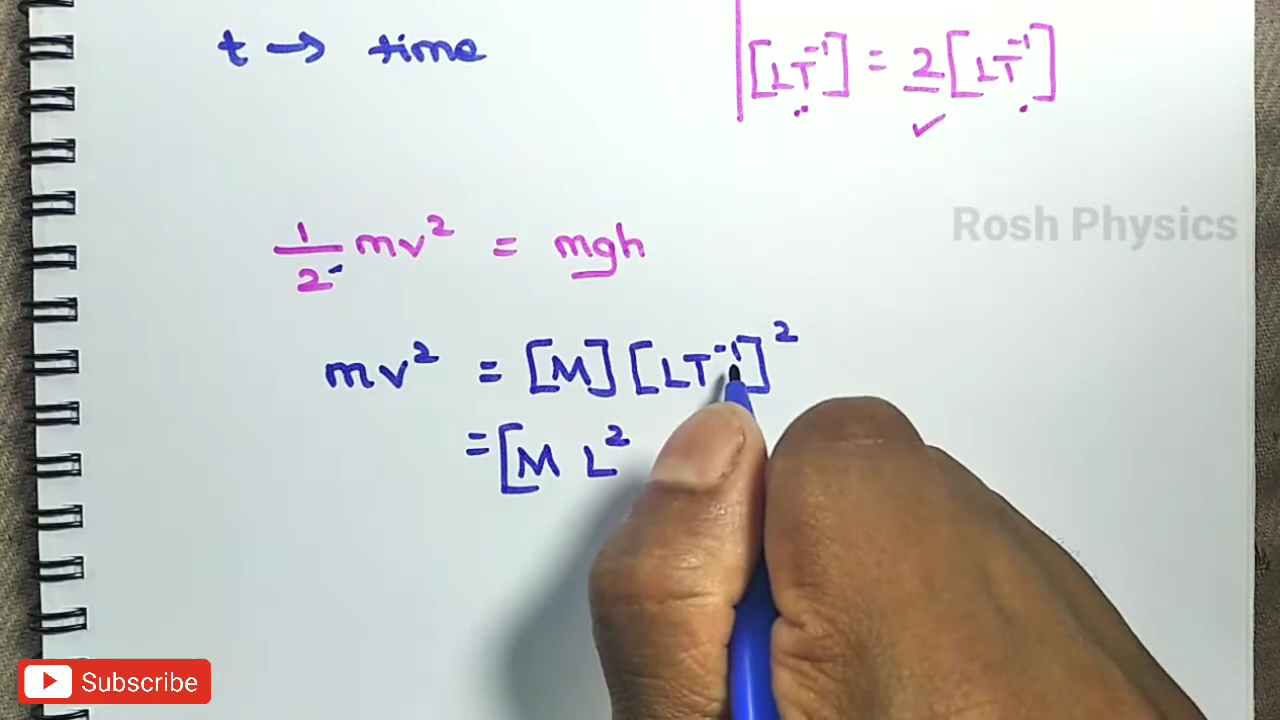 t → time
[LT⁻¹] = 2[LT⁻¹]
Rosh Physics
1/2 mv² = mgh
mv² = [M][LT⁻¹]²
= [M L²
Subscribe